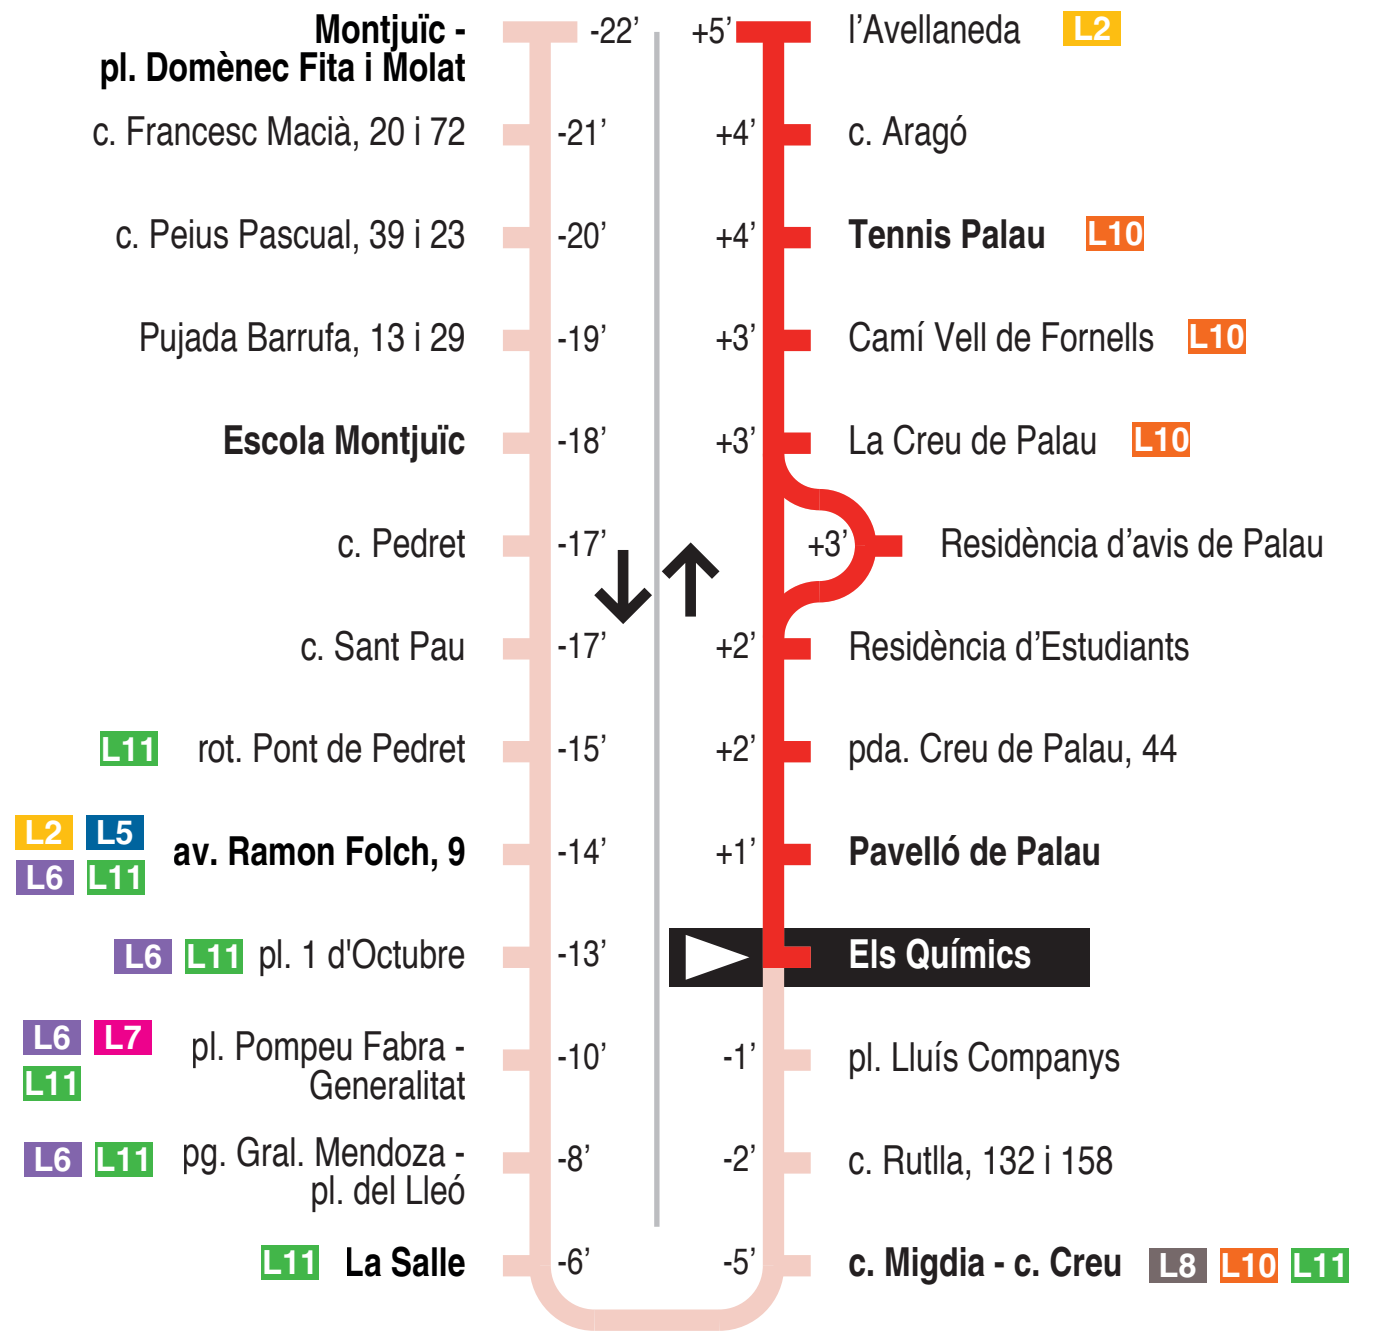 Montjuïc -
pl. Domènec Fita i Molat
-22’
c. Francesc Macià, 20 i 72
-21’
c. Peius Pascual, 39 i 23
-20’
Pujada Barrufa, 13 i 29
-19’
Escola Montjuïc
-18’
c. Pedret
-17’
c. Sant Pau
-17’
L11 rot. Pont de Pedret
-15’
L2 L5
L6 L11
av. Ramon Folch, 9
-14’
L6 L11 pl. 1 d'Octubre
-13’
L6 L7
L11
pl. Pompeu Fabra -
Generalitat
-10’
L6 L11
pg. Gral. Mendoza -
pl. del Lleó
-8’
L11 La Salle
-6’
+5’ l’Avellaneda L2
+4’ c. Aragó
+4’ Tennis Palau L10
+3’ Camí Vell de Fornells L10
+3’ La Creu de Palau L10
+3’ Residència d’avis de Palau
+2’ Residència d’Estudiants
+2’ pda. Creu de Palau, 44
+1’ Pavelló de Palau
Els Químics
-1’ pl. Lluís Companys
-2’ c. Rutlla, 132 i 158
-5’ c. Migdia - c. Creu L8 L10 L11